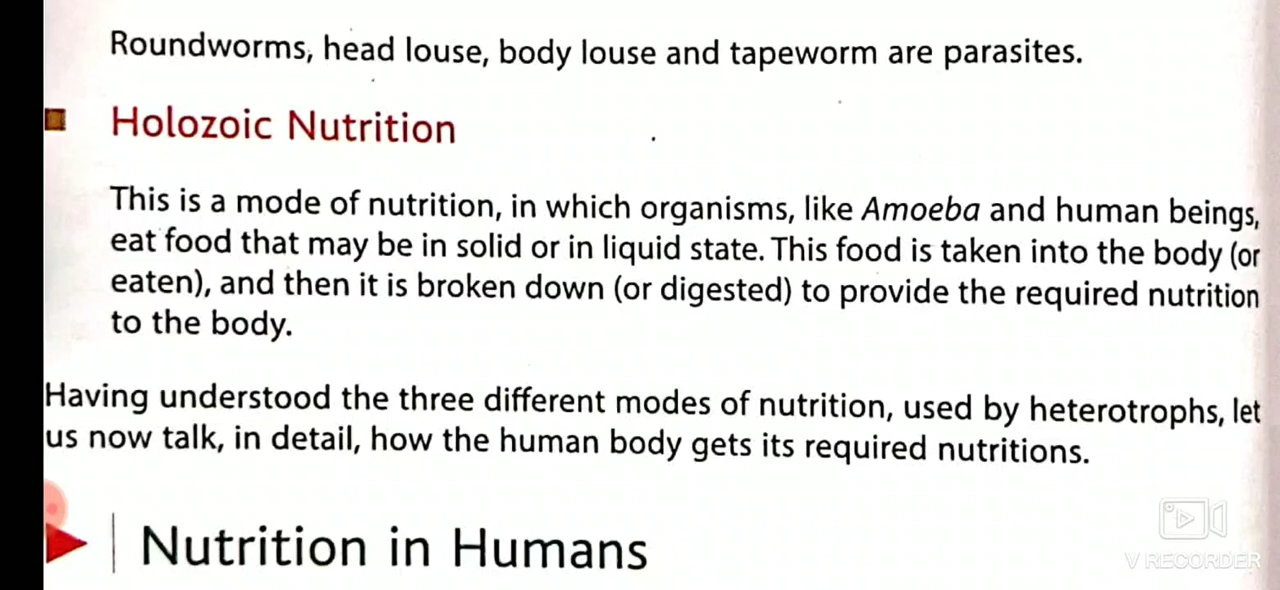 Roundworms, head louse, body louse and tapeworm are parasites.
Holozoic Nutrition
This is a mode of nutrition, in which organisms, like Amoeba and human beings,
eat food that may be in solid or in liquid state. This food is taken into the body (or
eaten), and then it is broken down (or digested) to provide the required nutrition
to the body.
Having understood the three different modes of nutrition, used by heterotrophs, let
us now talk, in detail, how the human body gets its required nutritions.
Nutrition in Humans
V RECORDER